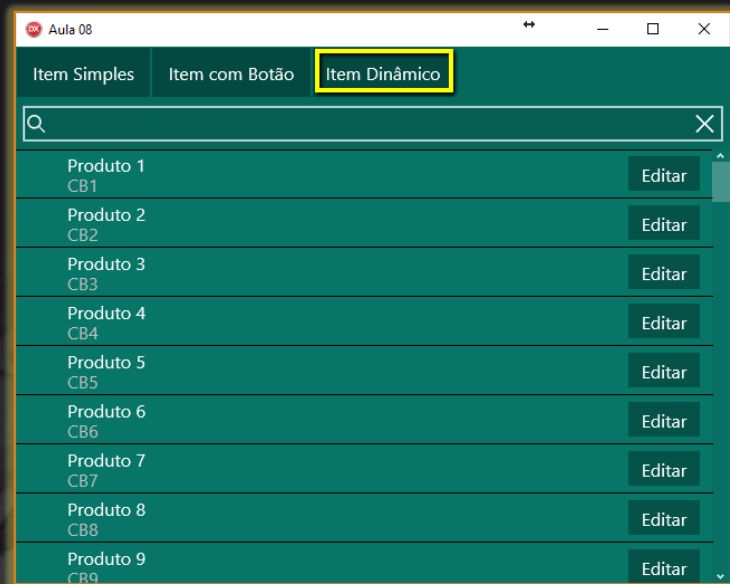 DX Aula 08
Item Simples Item com Botão Item Dinâmico
Produto 1
CB1
Editar
Produto 2
CB2
Editar
Produto 3
CB3
Editar
Produto 4
CB4
Editar
Produto 5
CB5
Editar
Produto 6
CB6
Editar
Produto 7
CB7
Editar
Produto 8
CB8
Editar
Produto 9
CB9
Editar